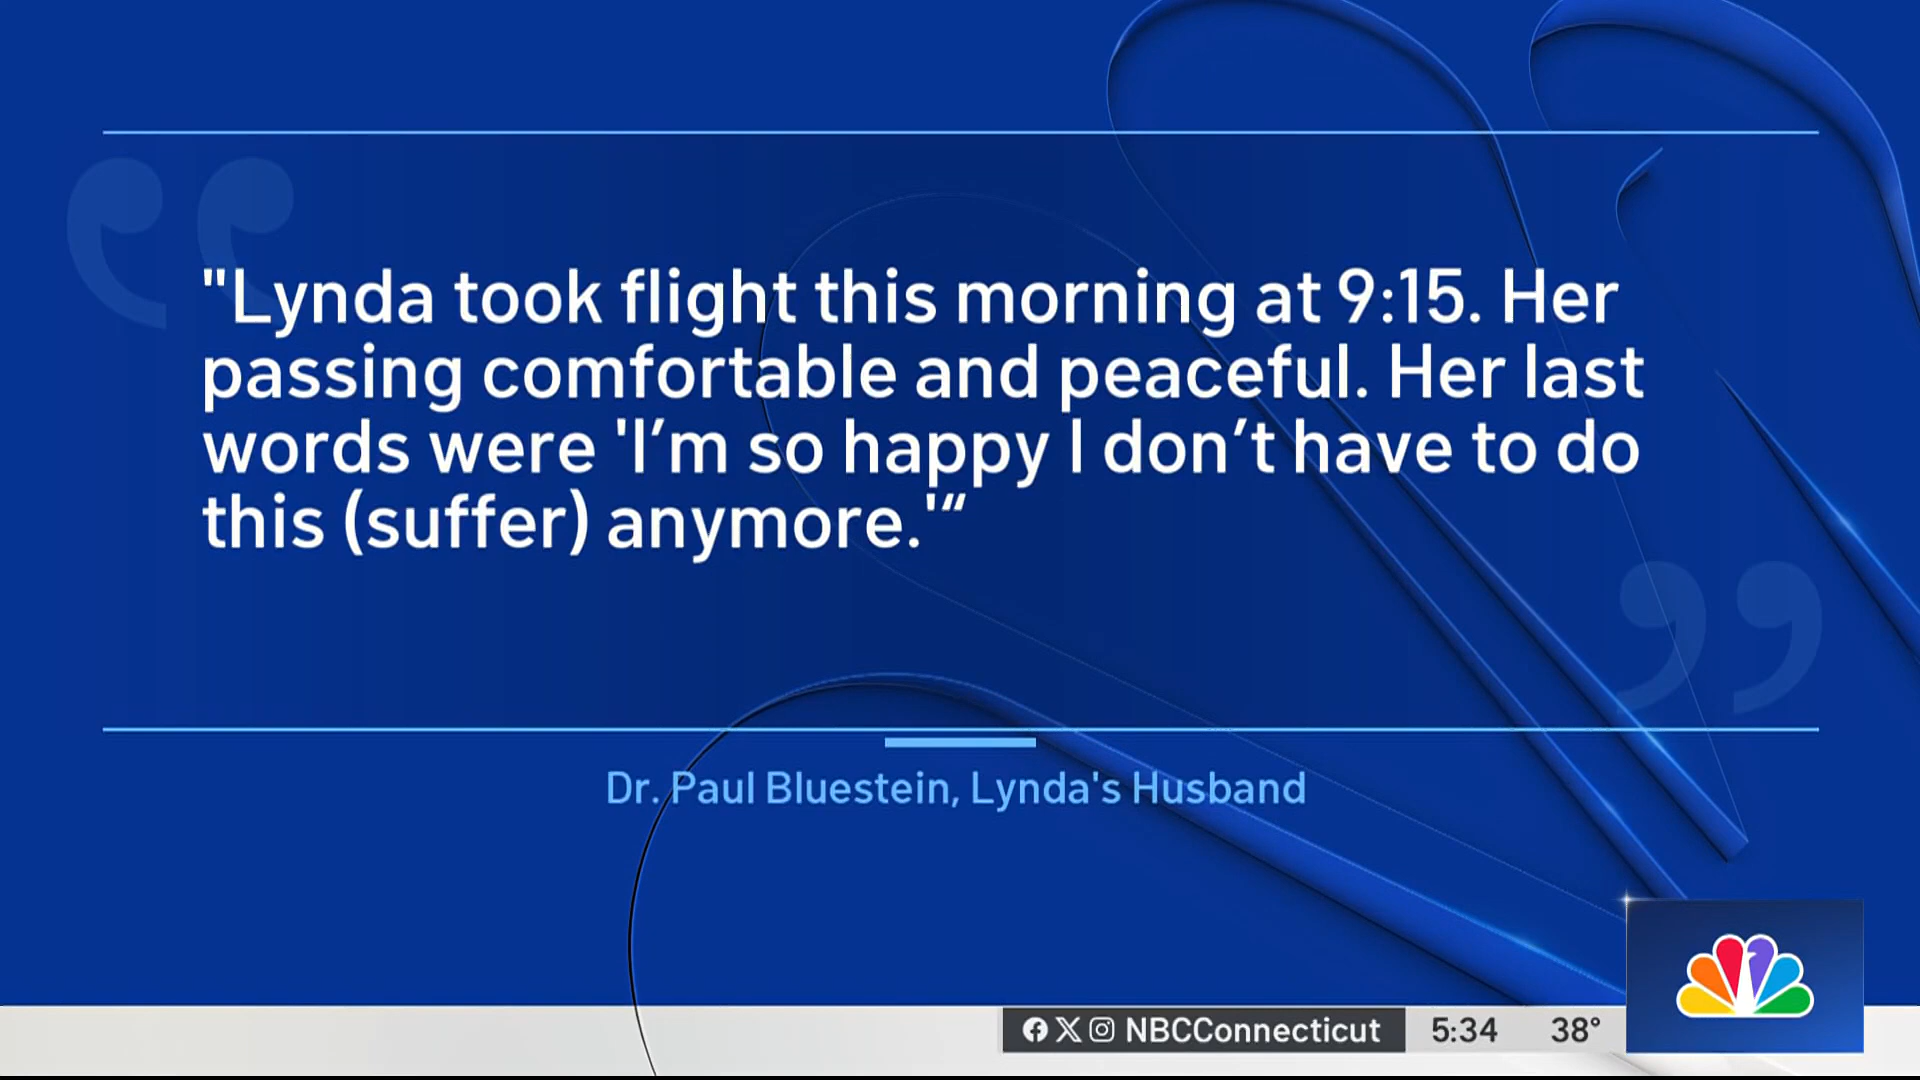 "Lynda took flight this morning at 9:15. Her
passing comfortable and peaceful. Her last
words were 'I’m so happy I don’t have to do
this (suffer) anymore.'“
Dr. Paul Bluestein, Lynda's Husband
NBCConnecticut 5:34 38°